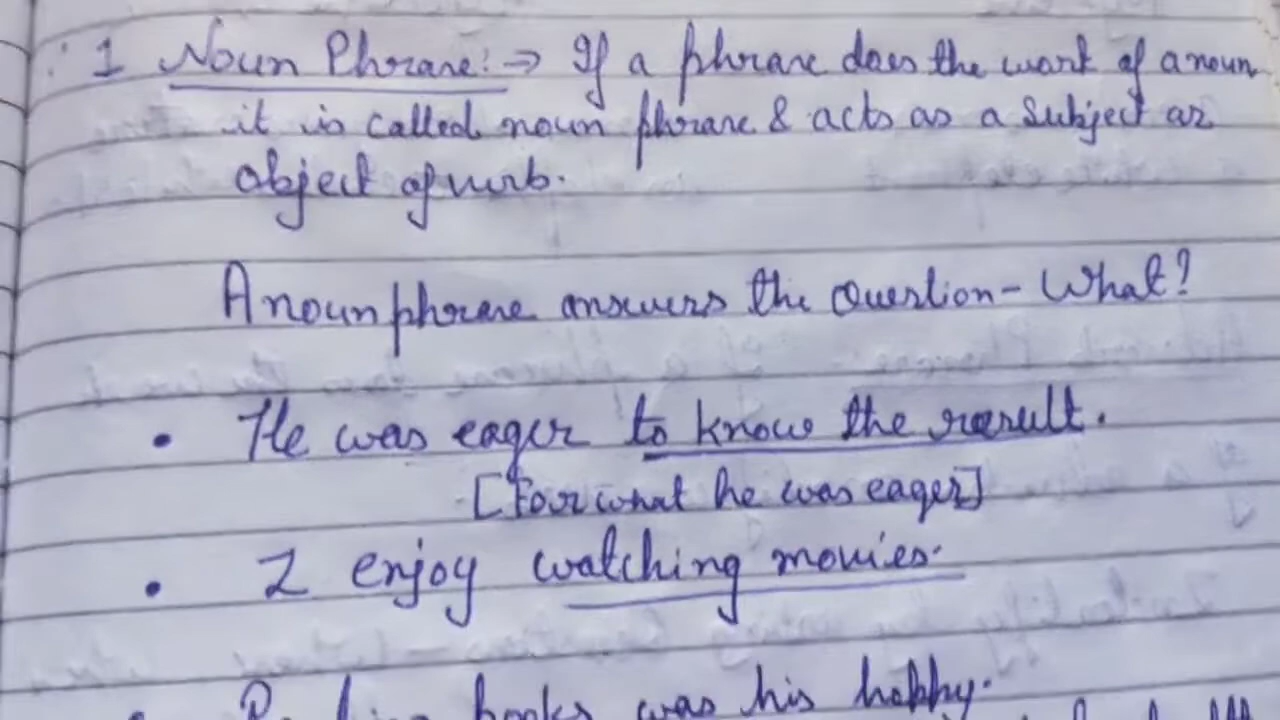 1 Noun Phrase:→ If a phrase does the work of a noun
it is called noun phrase & acts as a Subject or
object of verb.
A noun phrase answers the Question- What?
• He was eager to know the result.
[For what he was eager]
• I enjoy watching movies.
Reading books was his hobby.